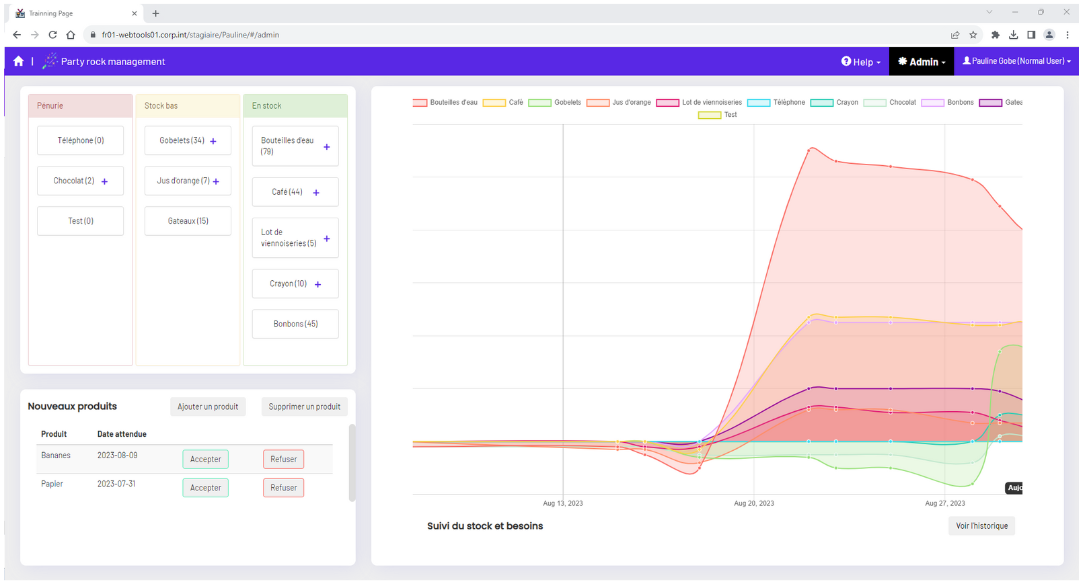 Trainning Page
fr01-webtools01.corp.int/stagiaire/Pauline/#/admin
Party rock management
Help
Admin
Pauline Gobe (Normal User)
Pénurie
Stock bas
En stock
Téléphone (0)
Gobelets (34) +
Bouteilles d'eau
(79) +
Chocolat (2) +
Jus d'orange (7) +
Café (44) +
Test (0)
Gateaux (15)
Lot de
viennoiseries (5) +
Crayon (10) +
Bonbons (45)
Bouteilles d'eau Café Gobelets Jus d'orange Lot de viennoiseries Téléphone Crayon Chocolat Bonbons Gatea
Test
Aug 13, 2023 Aug 20, 2023 Aug 27, 2023
Aujo
Suivi du stock et besoins
Voir l'historique
Nouveaux produits
Ajouter un produit
Supprimer un produit
Produit Date attendue
Bananes 2023-08-09 Accepter Refuser
Papier 2023-07-31 Accepter Refuser